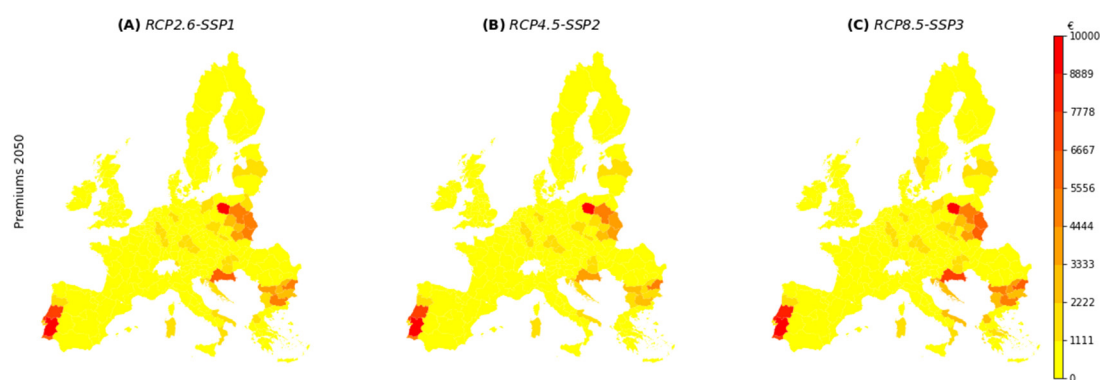 (A) RCP2.6-SSP1
(B) RCP4.5-SSP2
(C) RCP8.5-SSP3
€
10000
8889
7778
6667
5556
4444
3333
2222
1111
0
Premiums 2050